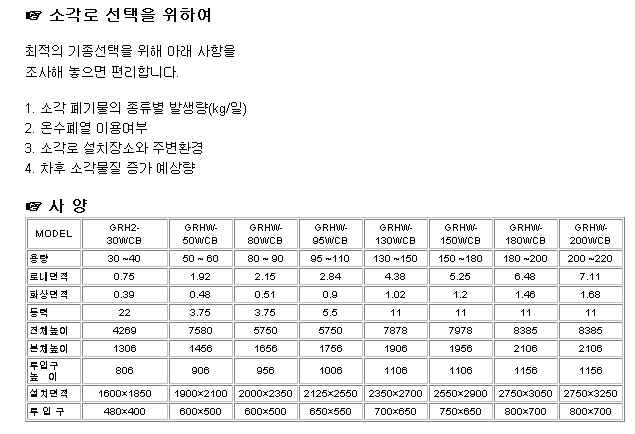 ☞ 소각로 선택을 위하여
최적의 기종선택을 위해 아래 사항을
조사해 놓으면 편리합니다.
1. 소각 폐기물의 종류별 발생량(kg/일)
2. 온수폐열 이용여부
3. 소각로 설치장소와 주변환경
4. 차후 소각물질 증가 예상량
☞ 사 양
MODEL GRH2-30WCB GRHW-50WCB GRHW-80WCB GRHW-95WCB GRHW-130WCB GRHW-150WCB GRHW-180WCB GRHW-200WCB
용량 30 ~40 50 ~ 60 80 ~ 90 95 ~110 130 ~150 150 ~180 180 ~200 200 ~220
로내면적 0.75 1.92 2.15 2.84 4.38 5.25 6.48 7.11
화상면적 0.39 0.48 0.51 0.9 1.02 1.2 1.46 1.68
동력 22 3.75 3.75 5.5 11 11 11 11
전체높이 4269 7580 5750 5750 7878 7978 8385 8385
본체높이 1306 1456 1656 1756 1906 1956 2106 2106
투입구 높 이 806 906 956 1006 1106 1106 1156 1156
설치면적 1600×1850 1900×2100 2000×2350 2125×2550 2350×2700 2550×2900 2750×3050 2750×3250
투 입 구 480×400 600×500 600×500 650×550 700×650 750×650 800×700 800×700